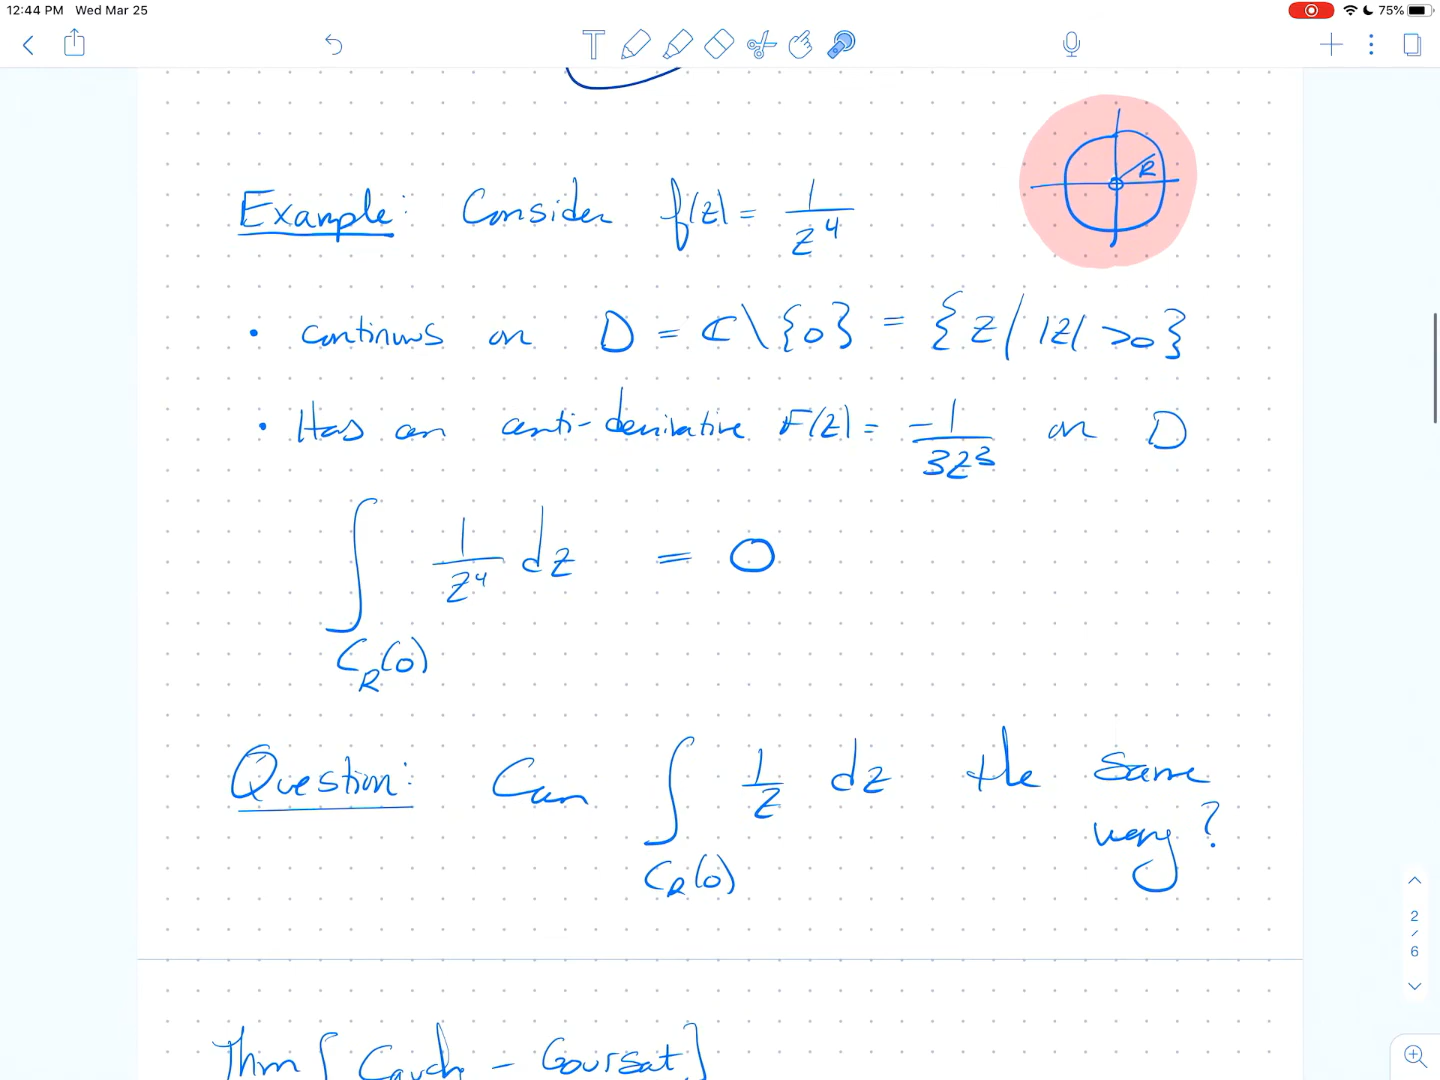 12:44 PM Wed Mar 25
75%
T
R
Example: Consider f(z) = 1/z^4
• continuous on D = ℂ\{0} = {z / |z| >0}
• Has an anti-derivative F(z) = -1/3z^3 on D
∫_{C_R(0)} 1/z^4 dz = 0
Question: Can ∫_{C_R(0)} 1/z dz the same
way?
2
/
6
Thm [ Cauchy - Goursat]